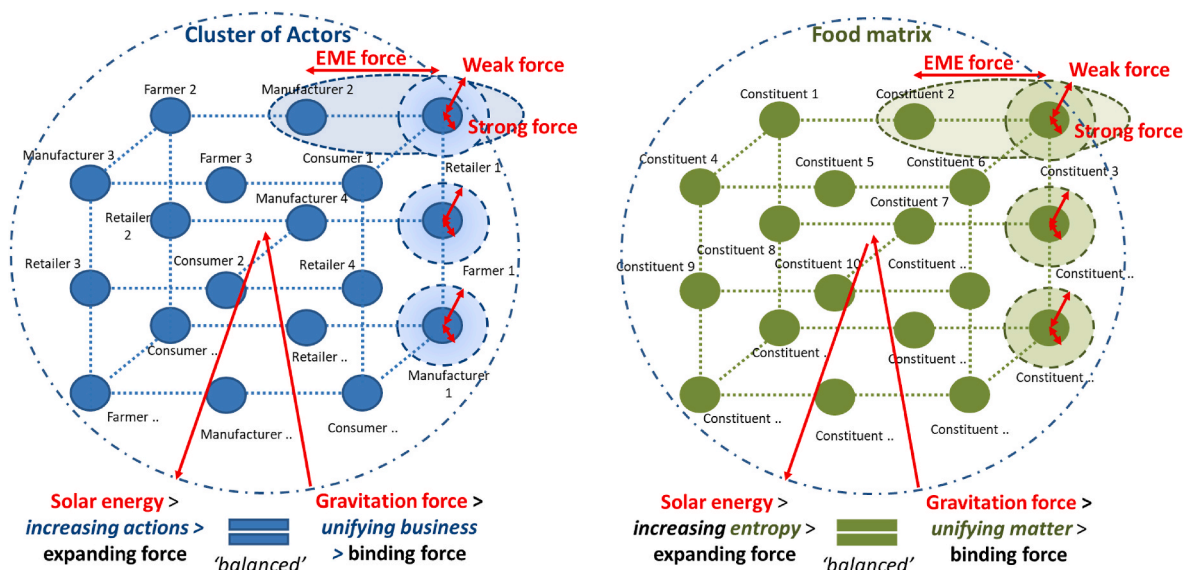 Cluster of Actors
EME force
Weak force
Farmer 2
Manufacturer 2
Strong force
Manufacturer 3
Farmer 3
Consumer 1
Retailer 1
Manufacturer 4
Retailer
2
Retailer 3
Consumer 2
Retailer 4
Farmer 1
Consumer ..
Retailer ..
Manufacturer
1
Farmer ..
Manufacturer ..
Consumer ..
Solar energy >
increasing actions >
expanding force
'balanced'
Gravitation force >
unifying business
> binding force
Food matrix
EME force
Weak force
Constituent 1
Constituent 2
Strong force
Constituent 4
Constituent 5
Constituent 6
Constituent 3
Constituent 7
Constituent 8
Constituent 9
Constituent 10
Constituent ..
Constituent ..
Constituent ..
Constituent ..
Constituent ..
Constituent ..
Constituent ..
Constituent ..
Solar energy >
increasing entropy >
expanding force
'balanced'
Gravitation force >
unifying matter >
binding force